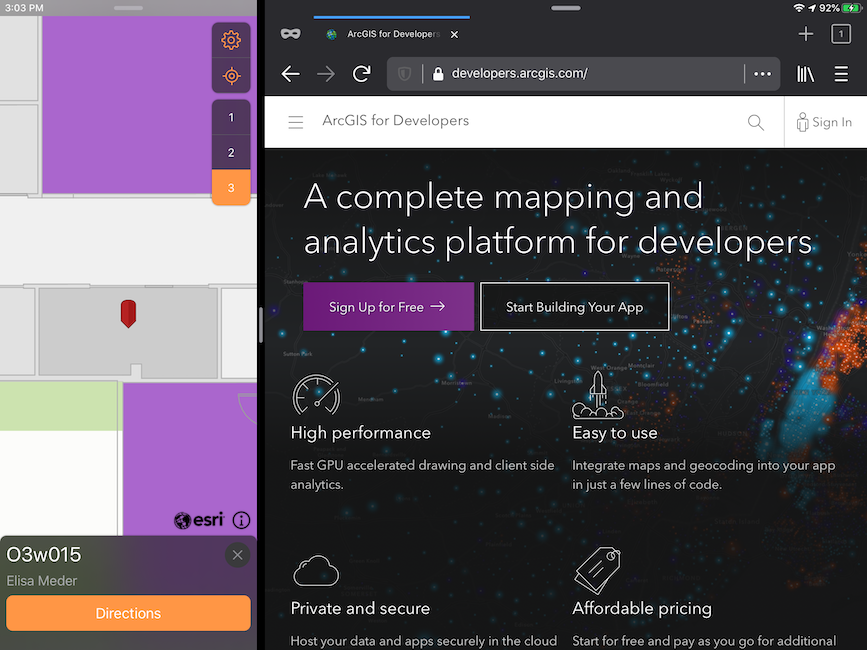 3:03 PM
1
2
3
esri
O3w015
Elisa Meder
Directions
92%
ArcGIS for Developers
1
developers.arcgis.com/
ArcGIS for Developers
Sign In
A complete mapping and
analytics platform for developers
Sign Up for Free →
Start Building Your App
High performance
Fast GPU accelerated drawing and client side
analytics.
Easy to use
Integrate maps and geocoding into your app
in just a few lines of code.
Private and secure
Host your data and apps securely in the cloud
Affordable pricing
Start for free and pay as you go for additional